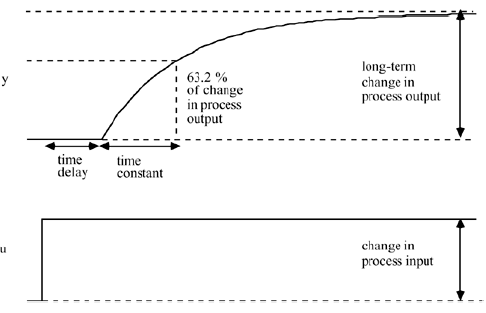 y
63.2 %
of change
in process
output
long-term
change in
process output
time
delay
time
constant
u
change in
process input